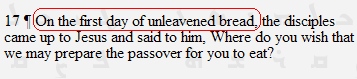 17 ¶ On the first day of unleavened bread, the disciples
came up to Jesus and said to him, Where do you wish that
we may prepare the passover for you to eat?